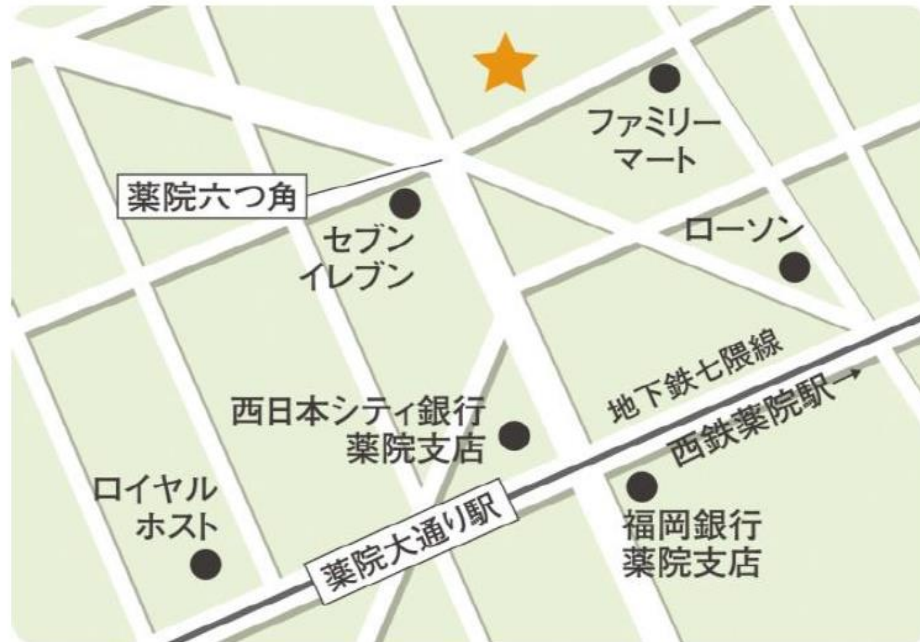 ファミリー
マート
薬院六つ角
セブン
イレブン
ローソン
地下鉄七隈線
西鉄薬院駅→
西日本シティ銀行
薬院支店
ロイヤル
ホスト
薬院大通り駅
福岡銀行
薬院支店